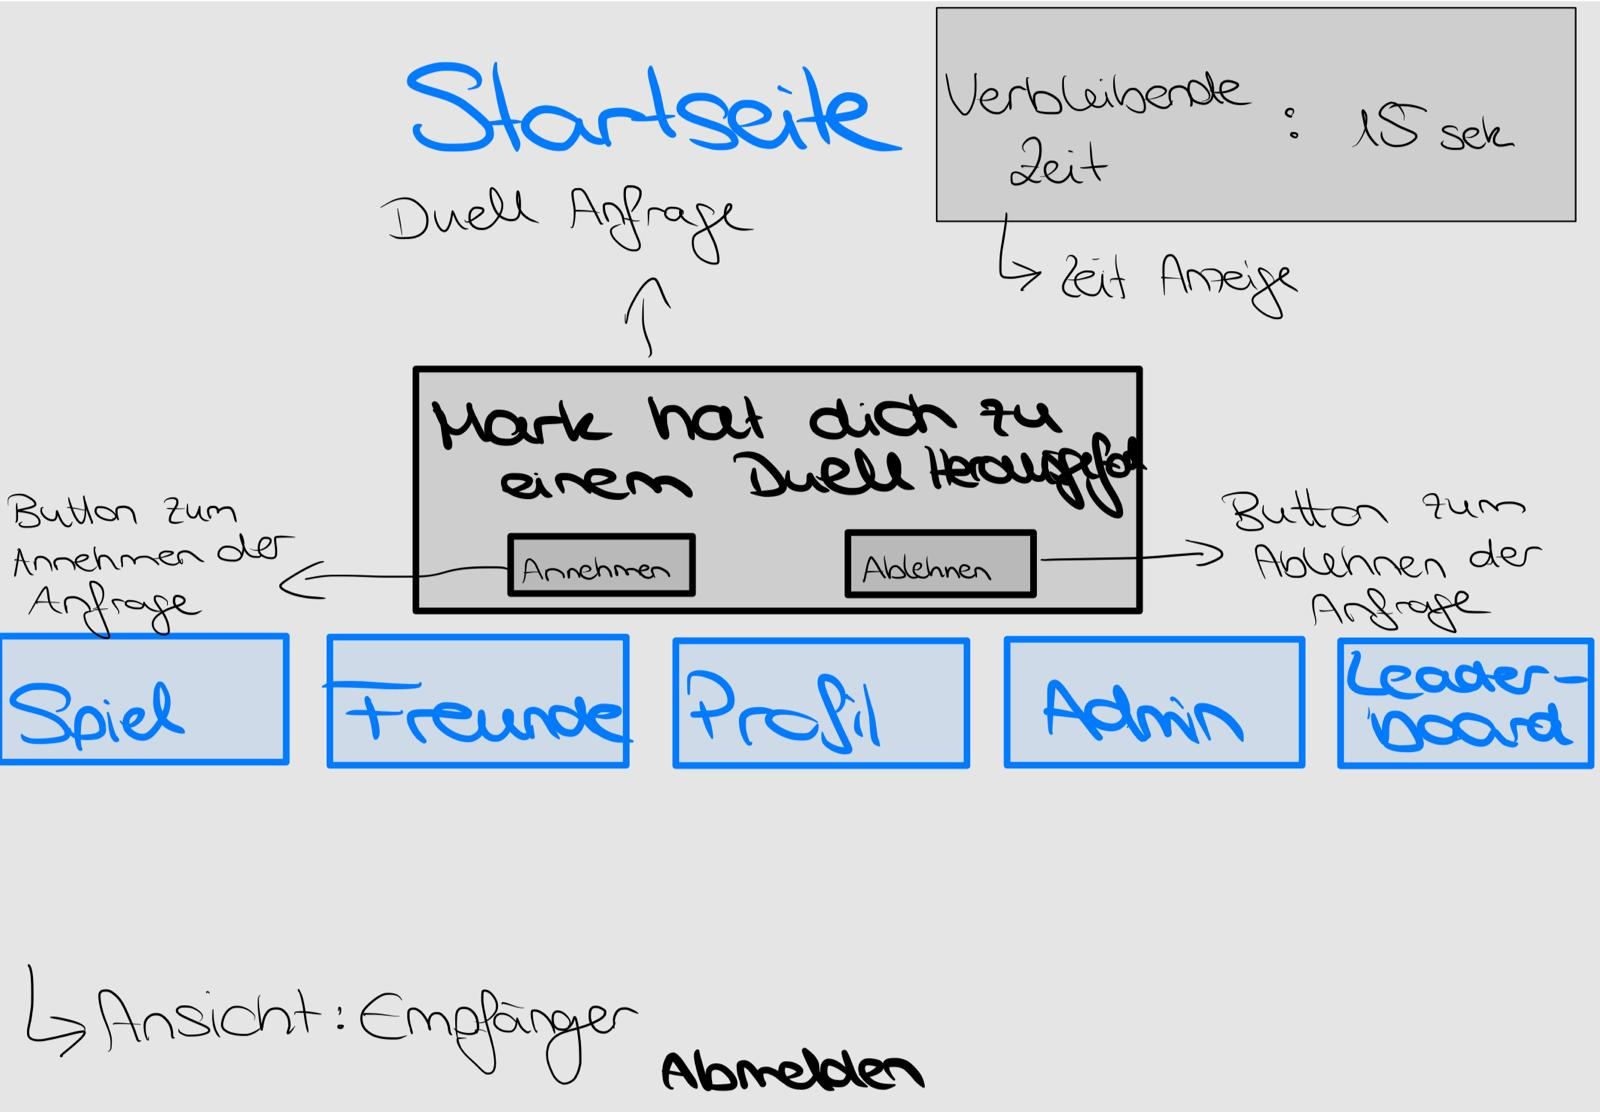 Startseite
Verbleibende
Zeit : 15 sek
Duell Anfrage
Zeit Anzeige
Mark hat dich zu
einem Duell Herausgefor
Button zum
Annehmen der
Anfrage
Annehmen
Ablehnen
Button zum
Ablehnen der
Anfrage
Spiel
Freunde
Profil
Admin
Leader-
board
Ansicht: Empfänger
Abmelden